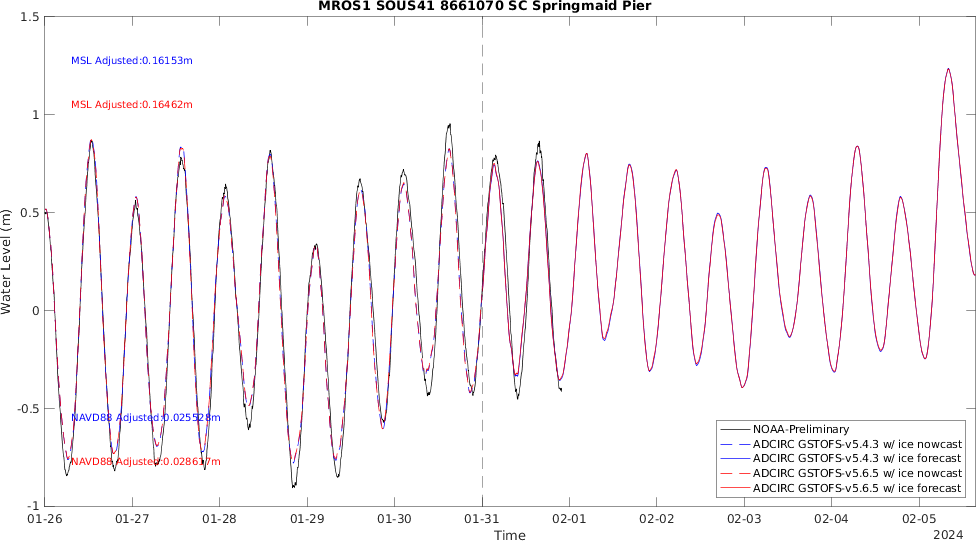 MROS1 SOUS41 8661070 SC Springmaid Pier
1.5
1
0.5
0
-0.5
-1
Water Level (m)
MSL Adjusted:0.16153m
MSL Adjusted:0.16462m
NAVD88 Adjusted:0.025528m
NAVD88 Adjusted:0.028617m
NOAA-Preliminary
ADCIRC GSTOFS-v5.4.3 w/ ice nowcast
ADCIRC GSTOFS-v5.4.3 w/ ice forecast
ADCIRC GSTOFS-v5.6.5 w/ ice nowcast
ADCIRC GSTOFS-v5.6.5 w/ ice forecast
01-26 01-27 01-28 01-29 01-30 01-31 02-01 02-02 02-03 02-04 02-05
Time
2024